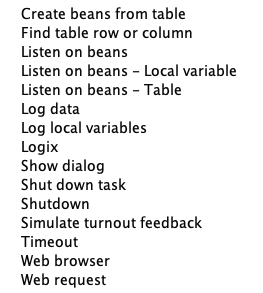 Create beans from table
Find table row or column
Listen on beans
Listen on beans – Local variable
Listen on beans – Table
Log data
Log local variables
Logix
Show dialog
Shut down task
Shutdown
Simulate turnout feedback
Timeout
Web browser
Web request